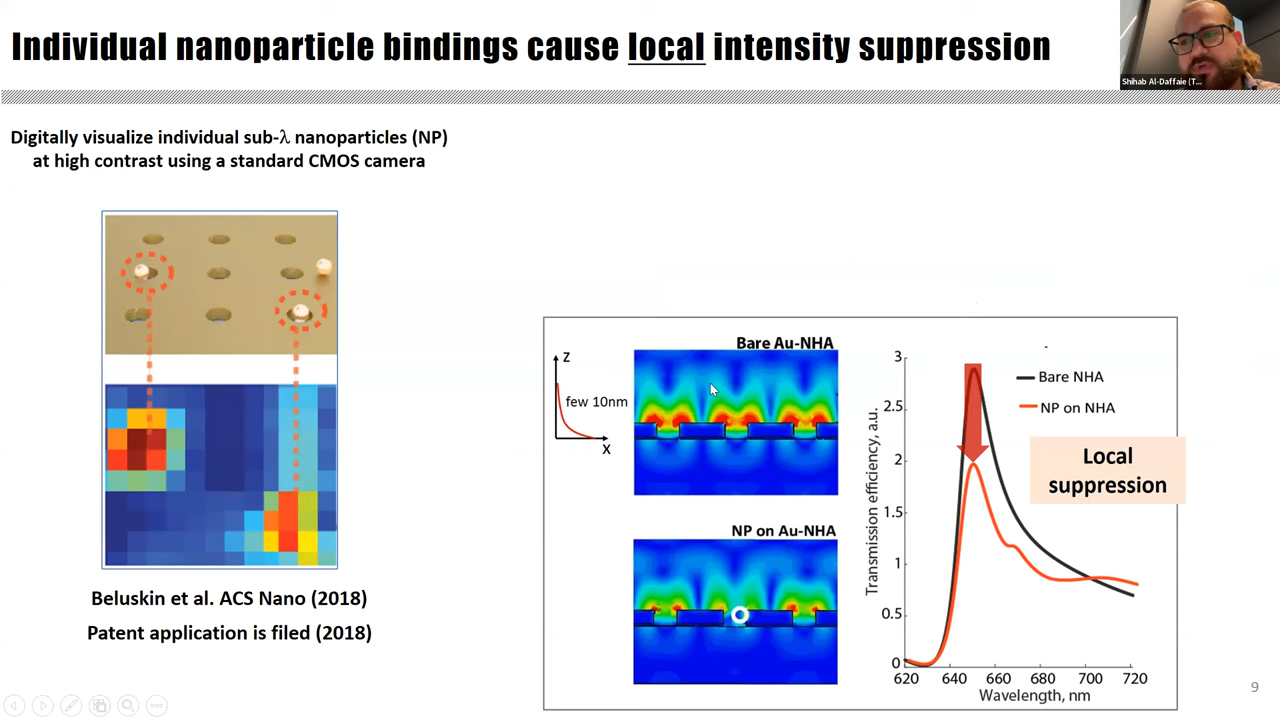 Individual nanoparticle bindings cause local intensity suppression
Shihab Al-Daffaie (T...
Digitally visualize individual sub-λ nanoparticles (NP)
at high contrast using a standard CMOS camera
Beluskin et al. ACS Nano (2018)
Patent application is filed (2018)
Z
few 10nm
X
Bare Au-NHA
NP on Au-NHA
Transmission efficiency, a.u.
3
2.5
2
1.5
1
0.5
0
620 640 660 680 700 720
Wavelength, nm
Bare NHA
NP on NHA
Local
suppression
9